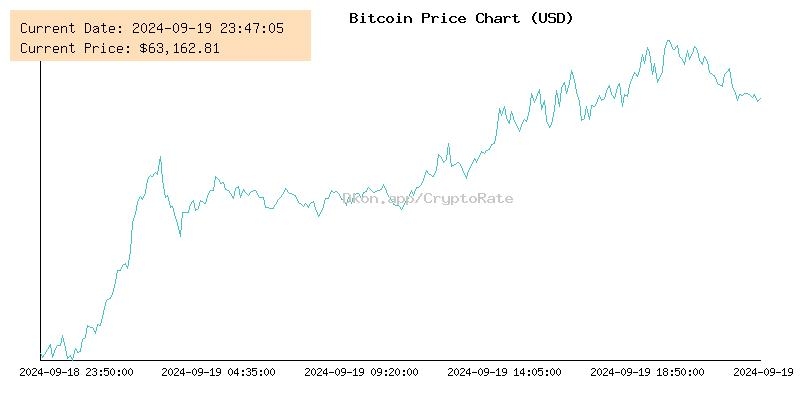 Bitcoin Price Chart (USD)
Current Date: 2024-09-19 23:47:05
Current Price: $63,162.81
DKon.app/CryptoRate
2024-09-18 23:50:00 2024-09-19 04:35:00 2024-09-19 09:20:00 2024-09-19 14:05:00 2024-09-19 18:50:00 2024-09-19